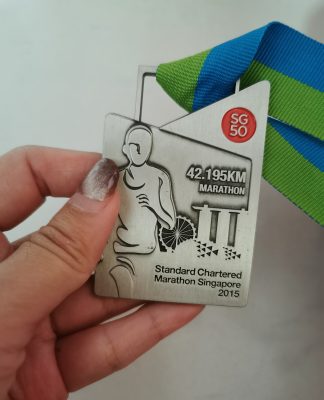 SG
50
42.195KM
MARATHON
Standard Chartered
Marathon Singapore
2015